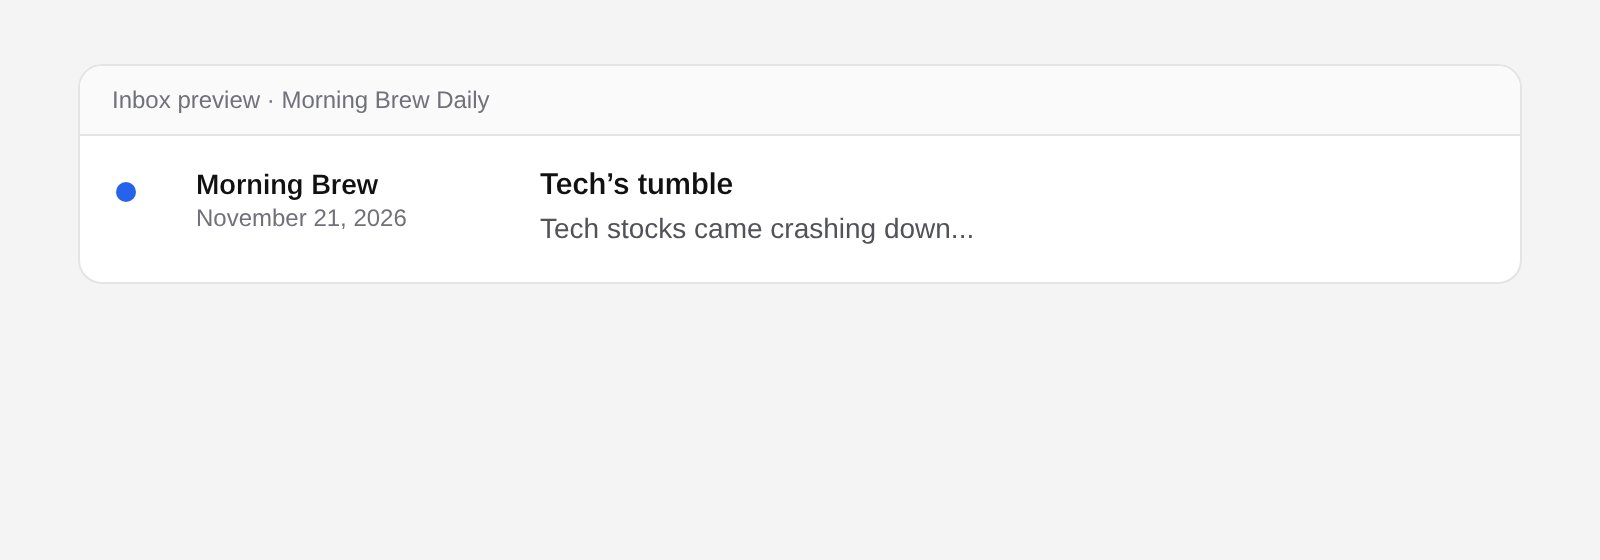 Inbox preview · Morning Brew Daily
Morning Brew
November 21, 2026
Tech’s tumble
Tech stocks came crashing down...